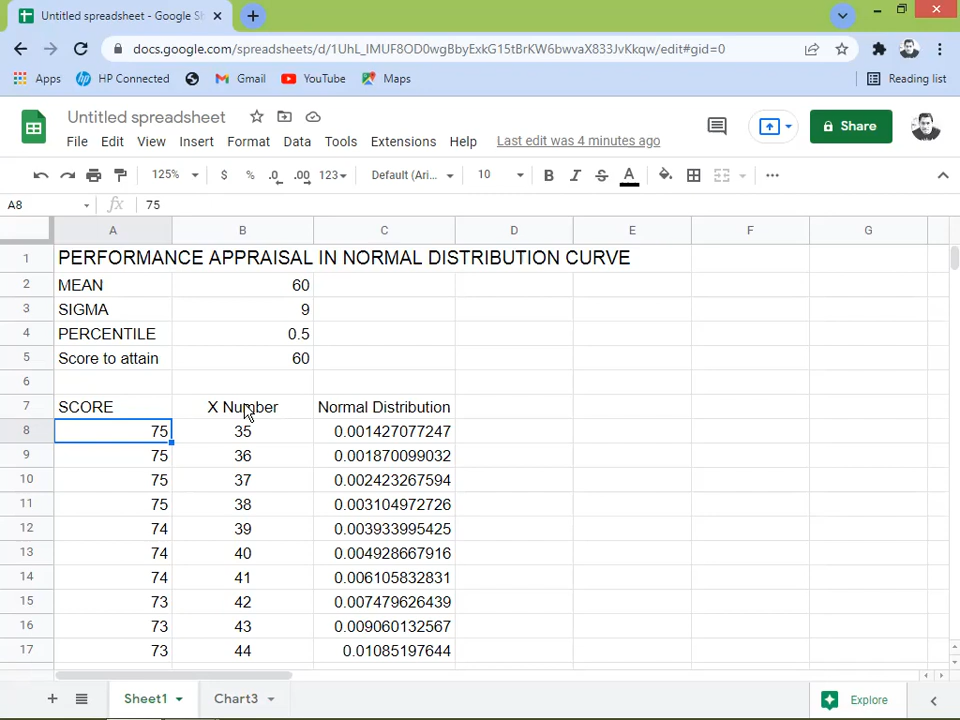 Untitled spreadsheet - Google Sh
docs.google.com/spreadsheets/d/1UhL_IMUF8OD0wgBbyExkG15tBrKW6bwvaX833JvKkqw/edit#gid=0
Apps HP Connected Gmail YouTube Maps Reading list
Untitled spreadsheet
File Edit View Insert Format Data Tools Extensions Help Last edit was 4 minutes ago
Share
125% $ % .0 .00 123 Default (Ari... 10 B I S A
A8 fx 75
A B C D E F G
1 PERFORMANCE APPRAISAL IN NORMAL DISTRIBUTION CURVE
2 MEAN 60
3 SIGMA 9
4 PERCENTILE 0.5
5 Score to attain 60
6
7 SCORE X Number Normal Distribution
8 75 35 0.001427077247
9 75 36 0.001870099032
10 75 37 0.002423267594
11 75 38 0.003104972726
12 74 39 0.003933995425
13 74 40 0.004928667916
14 74 41 0.006105832831
15 73 42 0.007479626439
16 73 43 0.009060132567
17 73 44 0.01085197644
Sheet1 Chart3 Explore